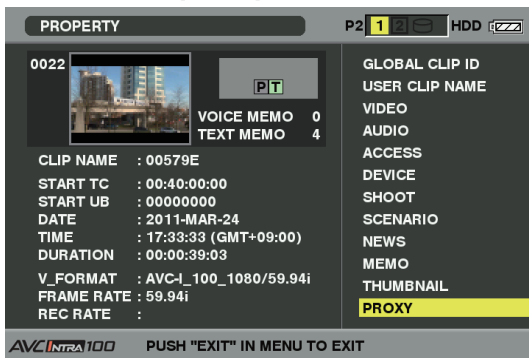 PROPERTY
P2 1 2 HDD
0022
P T
VOICE MEMO 0
TEXT MEMO 4
CLIP NAME : 00579E
START TC : 00:40:00:00
START UB : 00000000
DATE : 2011-MAR-24
TIME : 17:33:33 (GMT+09:00)
DURATION : 00:00:39:03
V_FORMAT : AVC-I_100_1080/59.94i
FRAME RATE : 59.94i
REC RATE :
GLOBAL CLIP ID
USER CLIP NAME
VIDEO
AUDIO
ACCESS
DEVICE
SHOOT
SCENARIO
NEWS
MEMO
THUMBNAIL
PROXY
AVC INTRA 100 PUSH "EXIT" IN MENU TO EXIT